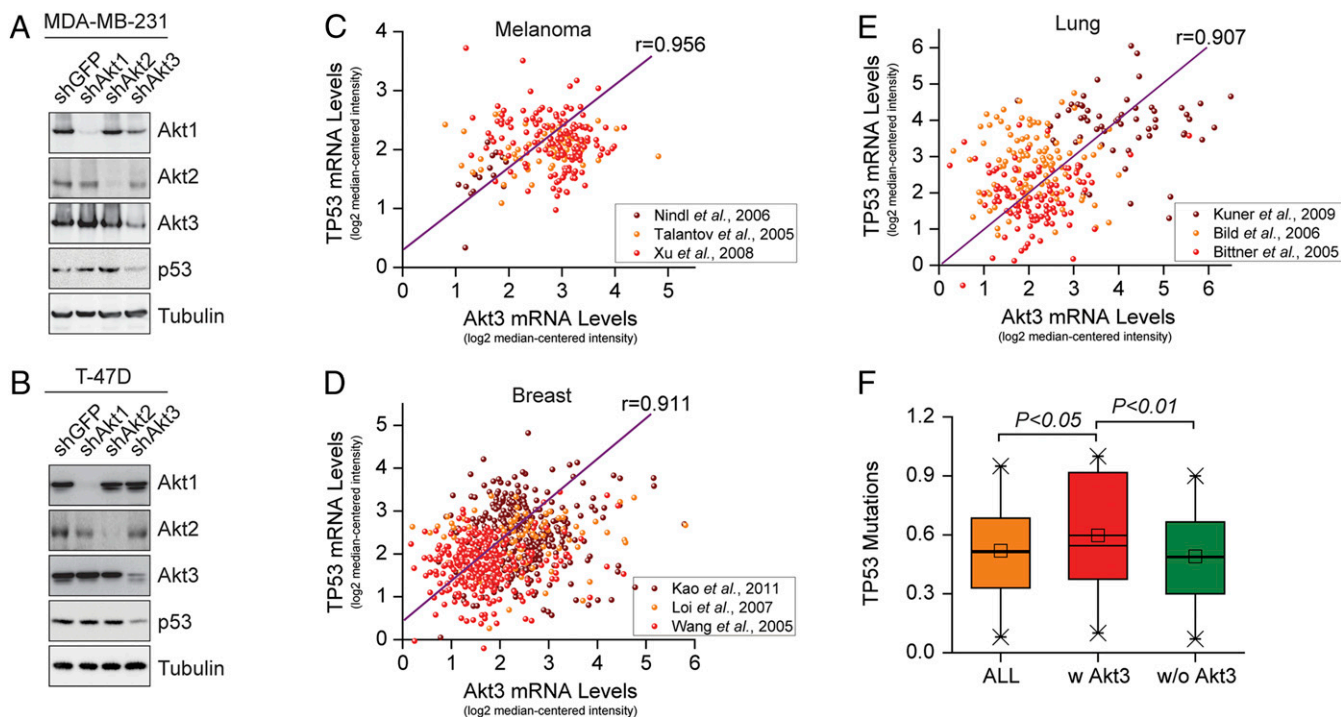 A
MDA-MB-231
shGFP
shAkt1
shAkt2
shAkt3
Akt1
Akt2
Akt3
p53
Tubulin
B
T-47D
shGFP
shAkt1
shAkt2
shAkt3
Akt1
Akt2
Akt3
p53
Tubulin
C
Melanoma
r=0.956
TP53 mRNA Levels
(log2 median-centered intensity)
4
3
2
1
0
Nindl et al., 2006
Talantov et al., 2005
Xu et al., 2008
0 1 2 3 4 5
Akt3 mRNA Levels
(log2 median-centered intensity)
D
Breast
r=0.911
TP53 mRNA Levels
(log2 median-centered intensity)
5
4
3
2
1
0
Kao et al., 2011
Loi et al., 2007
Wang et al., 2005
0 1 2 3 4 5 6
Akt3 mRNA Levels
(log2 median-centered intensity)
E
Lung
r=0.907
TP53 mRNA Levels
(log2 median-centered intensity)
6
5
4
3
2
1
0
Kuner et al., 2009
Bild et al., 2006
Bittner et al., 2005
0 1 2 3 4 5 6
Akt3 mRNA Levels
(log2 median-centered intensity)
F
P<0.05
P<0.01
TP53 Mutations
1.2
0.9
0.6
0.3
0.0
ALL
w Akt3
w/o Akt3